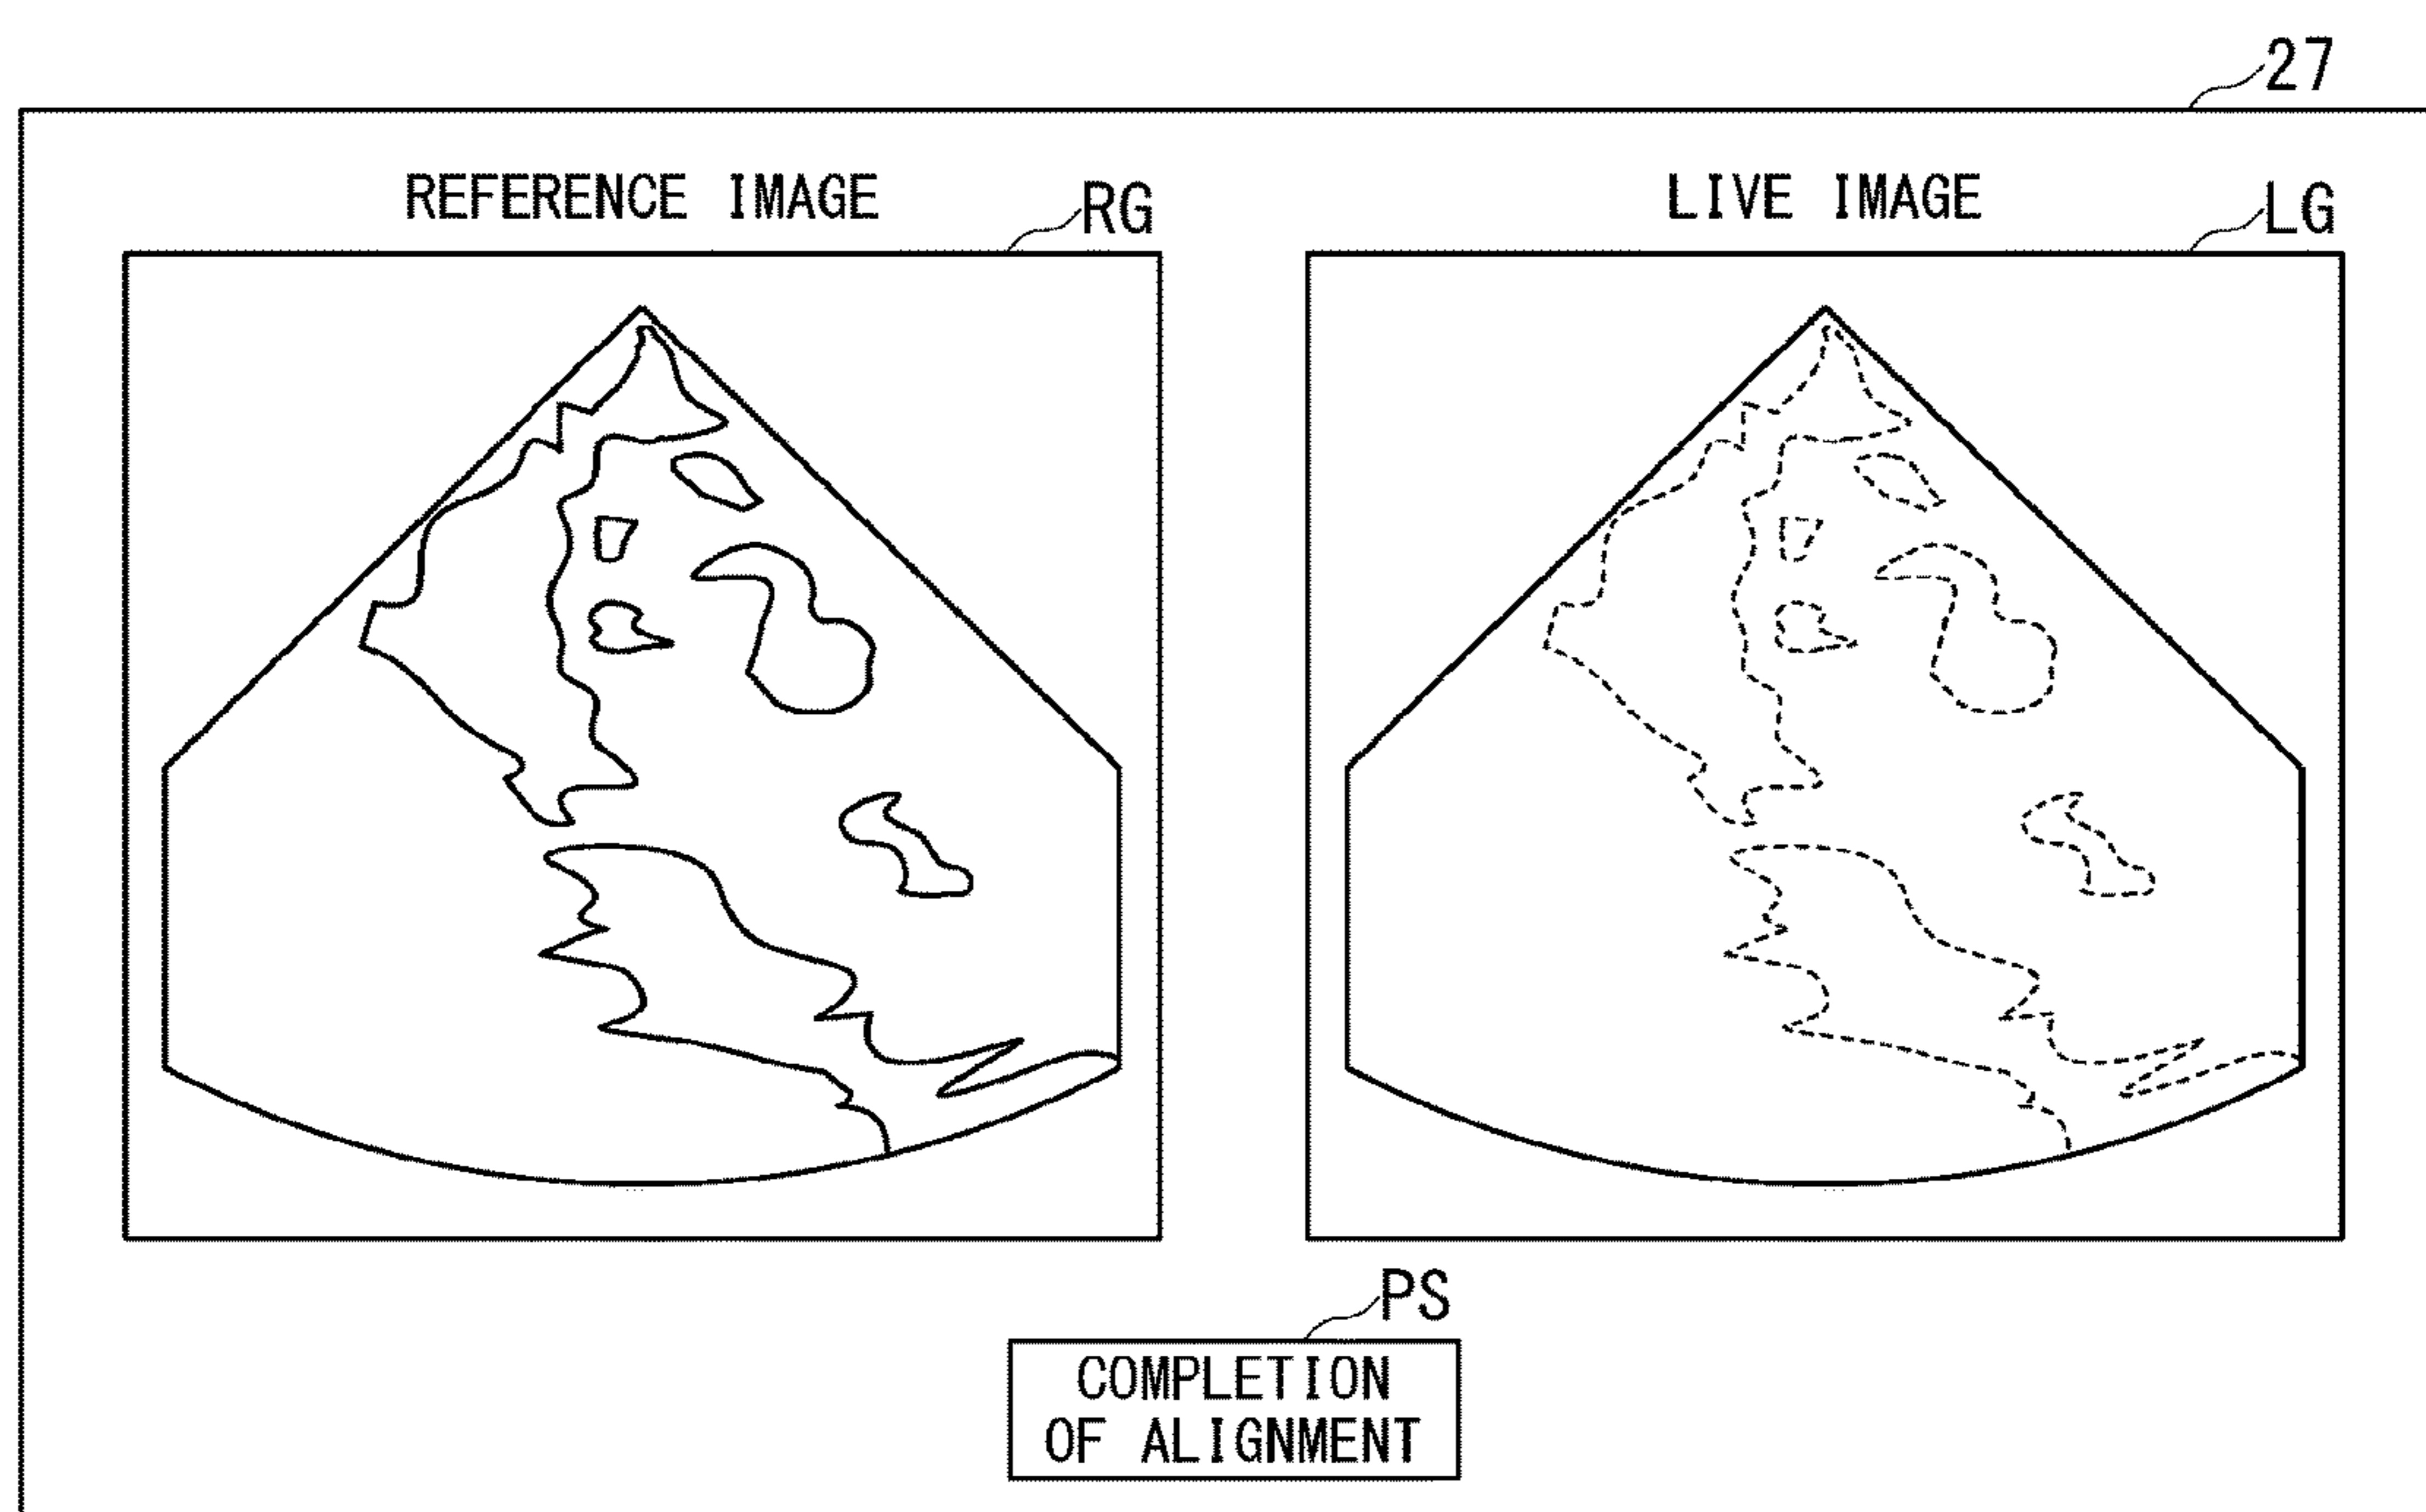 27
REFERENCE IMAGE
RG
LIVE IMAGE
LG
PS
COMPLETION
OF ALIGNMENT